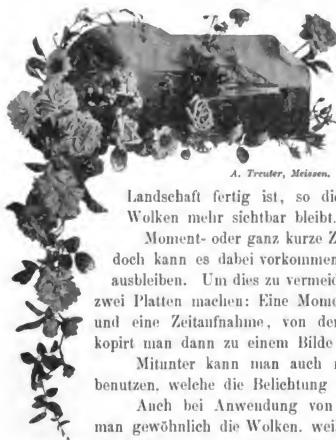 A. Treuter, Meissen.
Landschaft fertig ist, so die
Wolken mehr sichtbar bleibt.
Moment- oder ganz kurze Z
doch kann es dabei vorkommen
ausbleiben. Um dies zu vermeid
zwei Platten machen: Eine Mome
und eine Zeitaufnahme, von der
kopirt man dann zu einem Bilde
Mitunter kann man auch
benutzen, welche die Belichtung
Auch bei Anwendung von
man gewöhnlich die Wolken, wei